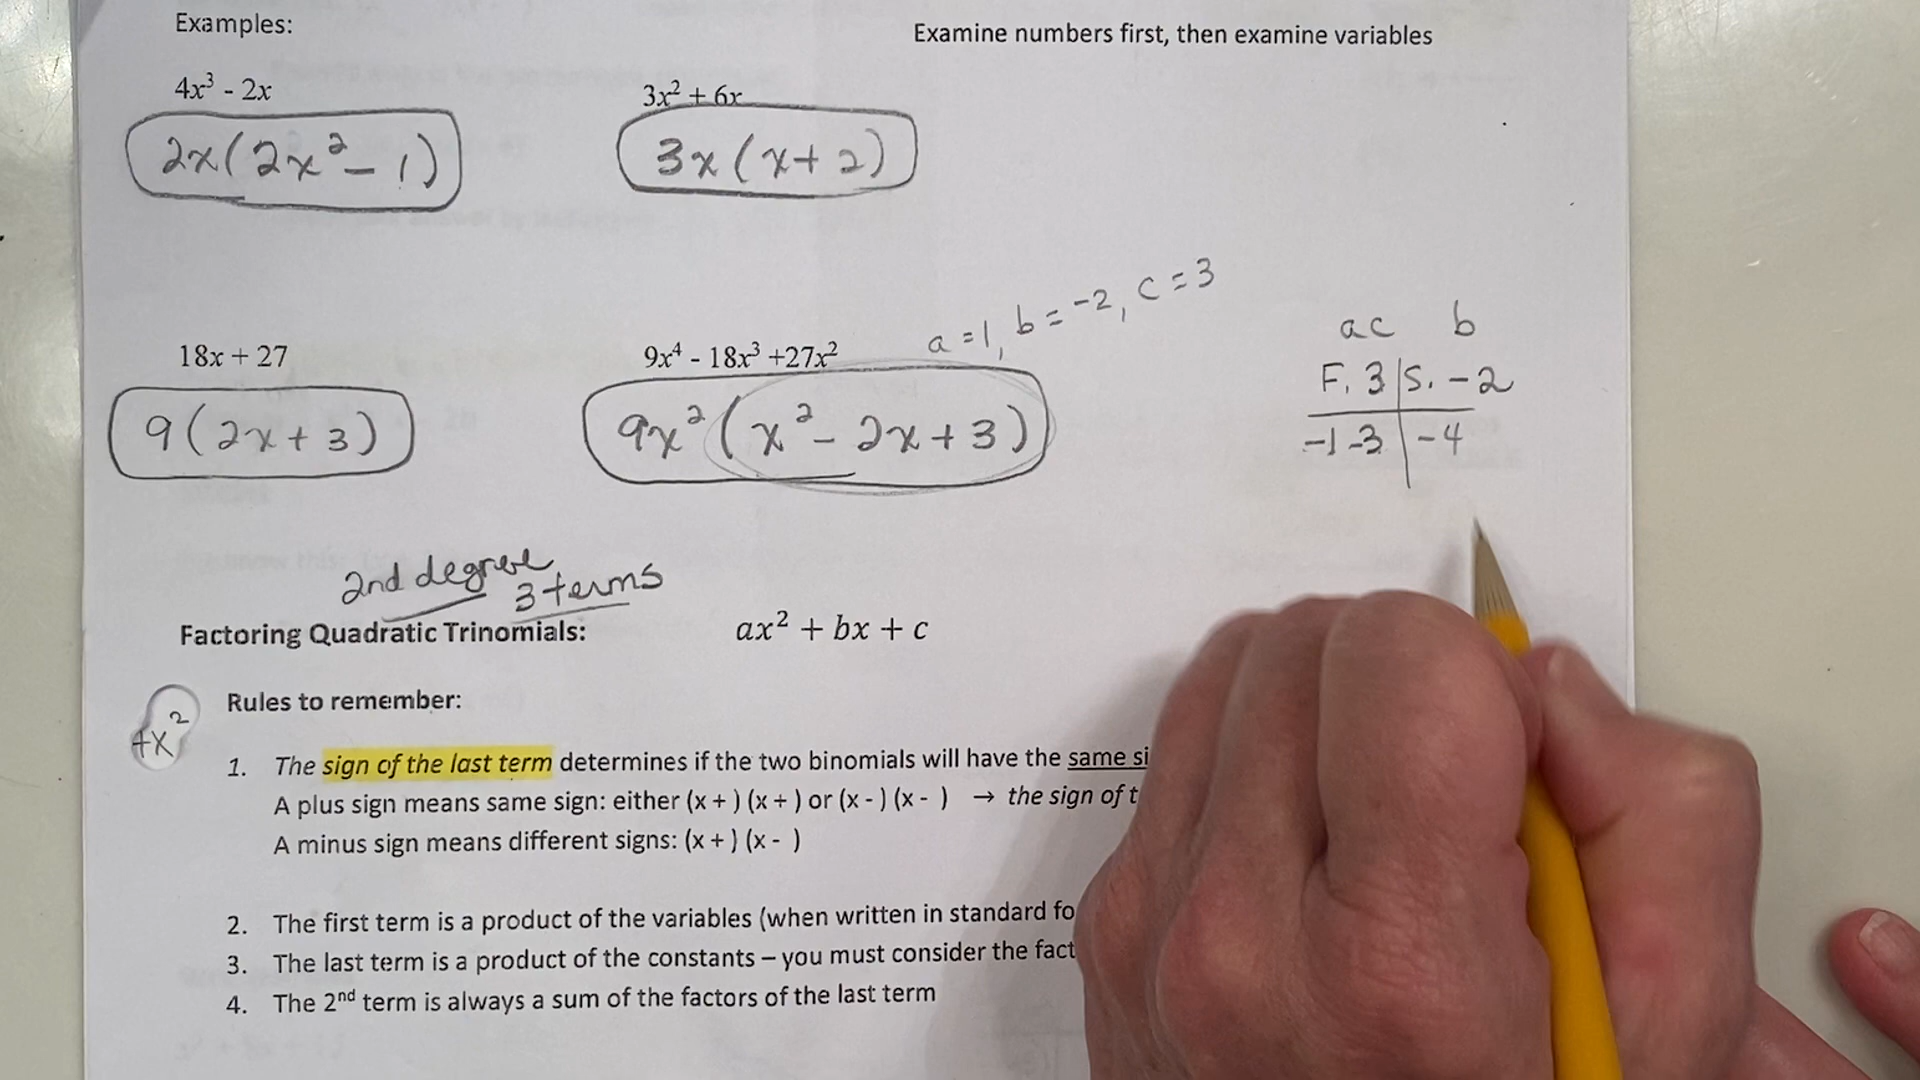 Examples:
Examine numbers first, then examine variables
4x³ - 2x
3x² + 6x
2x(2x² - 1)
3x(x + 2)
a = 1, b = -2, c = 3
ac b
18x + 27
9x⁴ - 18x³ +27x²
F. 3 | S. -2
9(2x + 3)
9x²(x² - 2x + 3)
-1 -3 | -4
2nd degree
3 terms
Factoring Quadratic Trinomials: ax² + bx + c
Rules to remember:
+x²
1. The sign of the last term determines if the two binomials will have the same si
A plus sign means same sign: either (x + ) (x + ) or (x - ) (x - ) → the sign of t
A minus sign means different signs: (x + ) (x - )
2. The first term is a product of the variables (when written in standard fo
3. The last term is a product of the constants – you must consider the fact
4. The 2nd term is always a sum of the factors of the last term